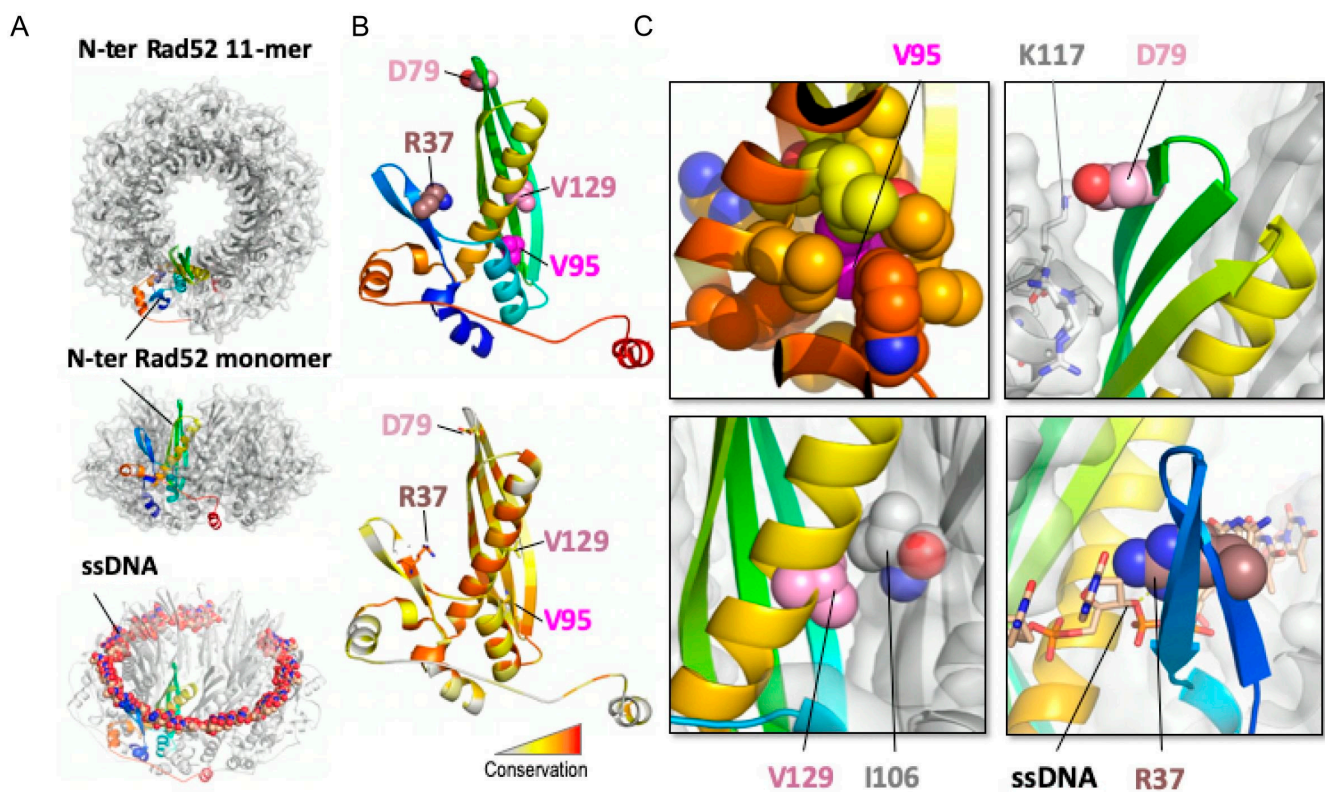 A
N-ter Rad52 11-mer
N-ter Rad52 monomer
ssDNA
B
D79
R37
V129
V95
D79
R37
V129
V95
Conservation
C
V95
K117
D79
V129
I106
ssDNA
R37